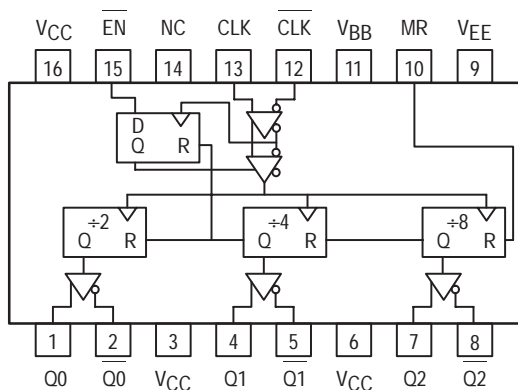 VCC EN NC CLK CLK VBB MR VEE
16 15 14 13 12 11 10 9
D
Q R
÷2 ÷4 ÷8
Q R Q R Q R
1 2 3 4 5 6 7 8
Q0 Q0 VCC Q1 Q1 VCC Q2 Q2